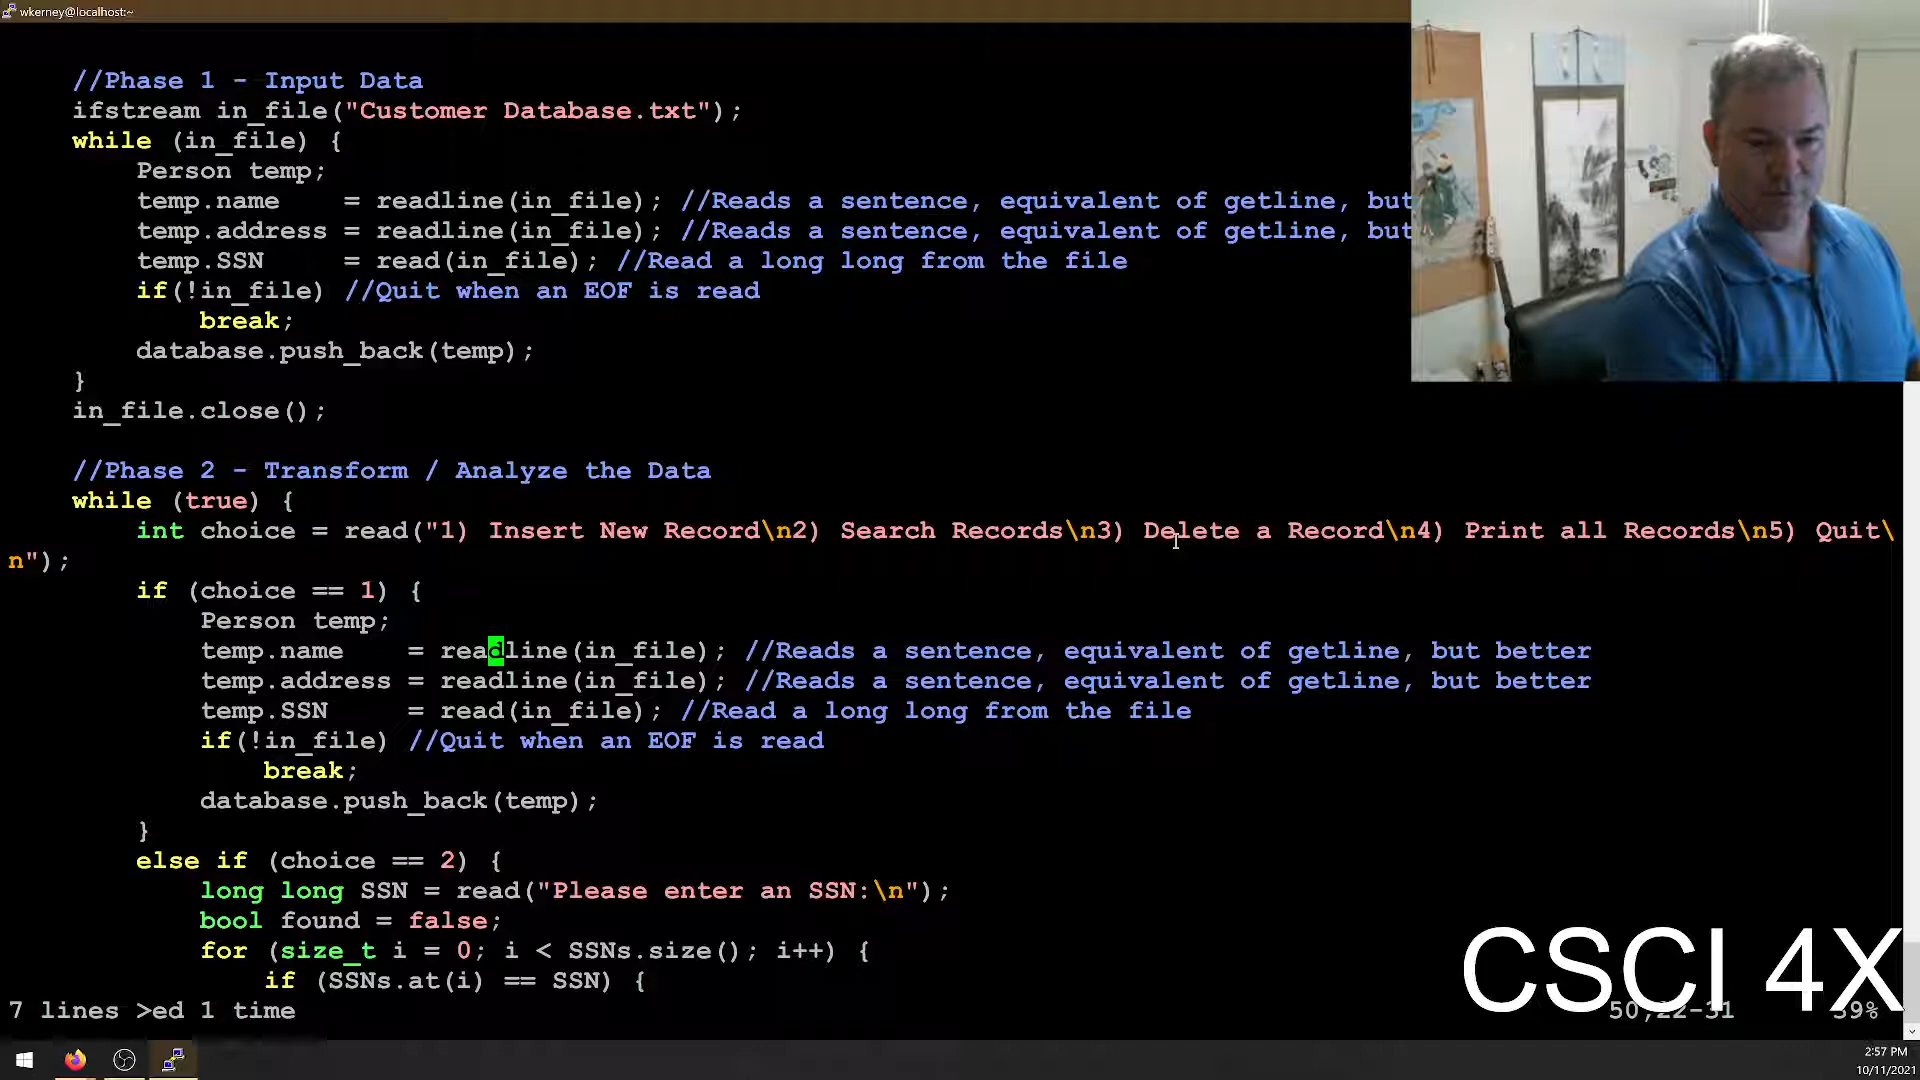 wkerney@localhost:~
//Phase 1 - Input Data
ifstream in_file("Customer Database.txt");
while (in_file) {
Person temp;
temp.name    = readline(in_file); //Reads a sentence, equivalent of getline, but
temp.address = readline(in_file); //Reads a sentence, equivalent of getline, but
temp.SSN     = read(in_file); //Read a long long from the file
if(!in_file) //Quit when an EOF is read
break;
database.push_back(temp);
}
in_file.close();
//Phase 2 - Transform / Analyze the Data
while (true) {
int choice = read("1) Insert New Record\n2) Search Records\n3) Delete a Record\n4) Print all Records\n5) Quit\
n");
if (choice == 1) {
Person temp;
temp.name    = readline(in_file); //Reads a sentence, equivalent of getline, but better
temp.address = readline(in_file); //Reads a sentence, equivalent of getline, but better
temp.SSN     = read(in_file); //Read a long long from the file
if(!in_file) //Quit when an EOF is read
break;
database.push_back(temp);
}
else if (choice == 2) {
long long SSN = read("Please enter an SSN:\n");
bool found = false;
for (size_t i = 0; i < SSNs.size(); i++) {
if (SSNs.at(i) == SSN) {
CSCI 4X
7 lines >ed 1 time
50,22-31
39%
2:57 PM
10/11/2021